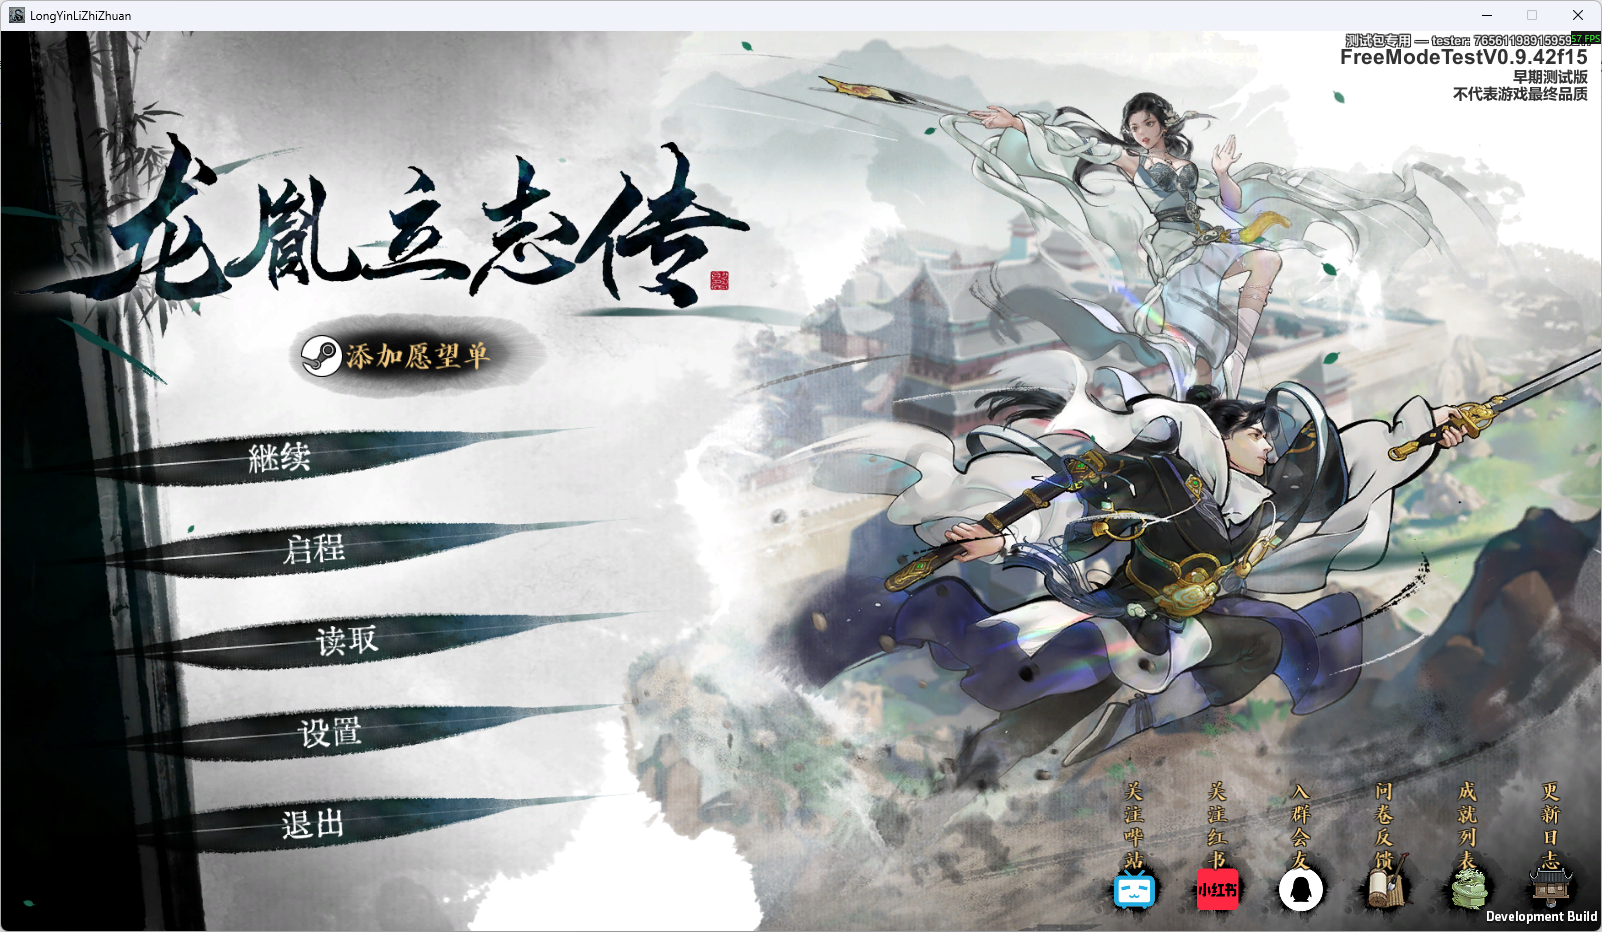 LongYinLiZhiZhuan
57 FPS
测试包专用 — tester: 76561198915959
FreeModeTestV0.9.42f15
早期测试版
不代表游戏最终品质
龙胤立志传
添加愿望单
継续
启程
读取
设置
退出
关注哔站
关注红书
入群会友
问卷反馈
成就列表
更新日志
小红书
Development Build